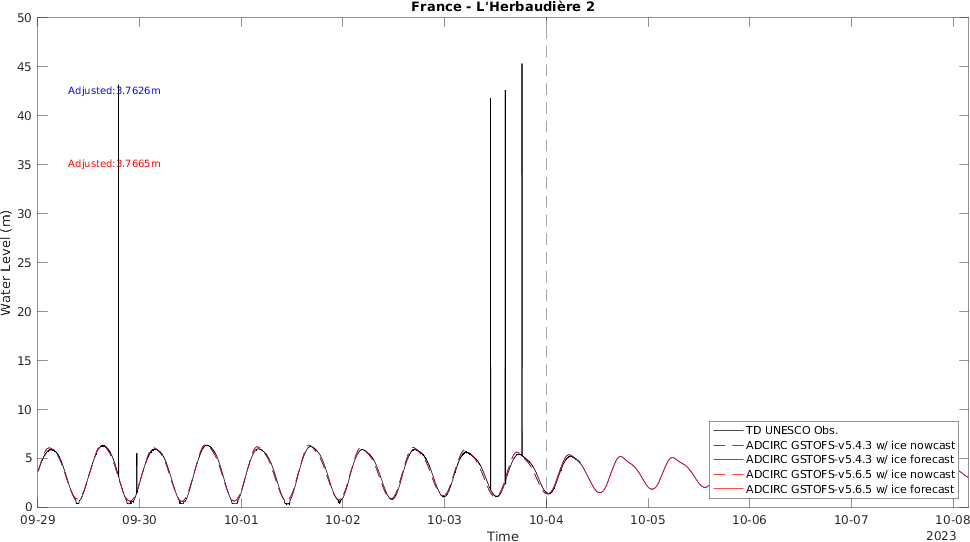 France - L'Herbaudière 2
50
45
40
35
30
25
20
15
10
5
0
Water Level (m)
Adjusted:3.7626m
Adjusted:3.7665m
TD UNESCO Obs.
ADCIRC GSTOFS-v5.4.3 w/ ice nowcast
ADCIRC GSTOFS-v5.4.3 w/ ice forecast
ADCIRC GSTOFS-v5.6.5 w/ ice nowcast
ADCIRC GSTOFS-v5.6.5 w/ ice forecast
09-29 09-30 10-01 10-02 10-03 10-04 10-05 10-06 10-07 10-08
Time
2023